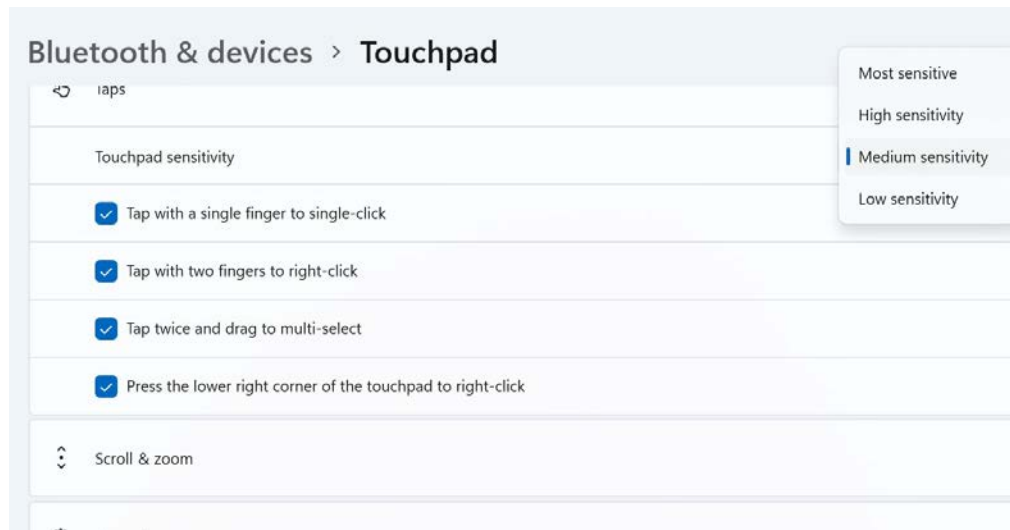 Bluetooth & devices > Touchpad
Taps
Touchpad sensitivity
Tap with a single finger to single-click
Tap with two fingers to right-click
Tap twice and drag to multi-select
Press the lower right corner of the touchpad to right-click
Scroll & zoom
Most sensitive
High sensitivity
Medium sensitivity
Low sensitivity